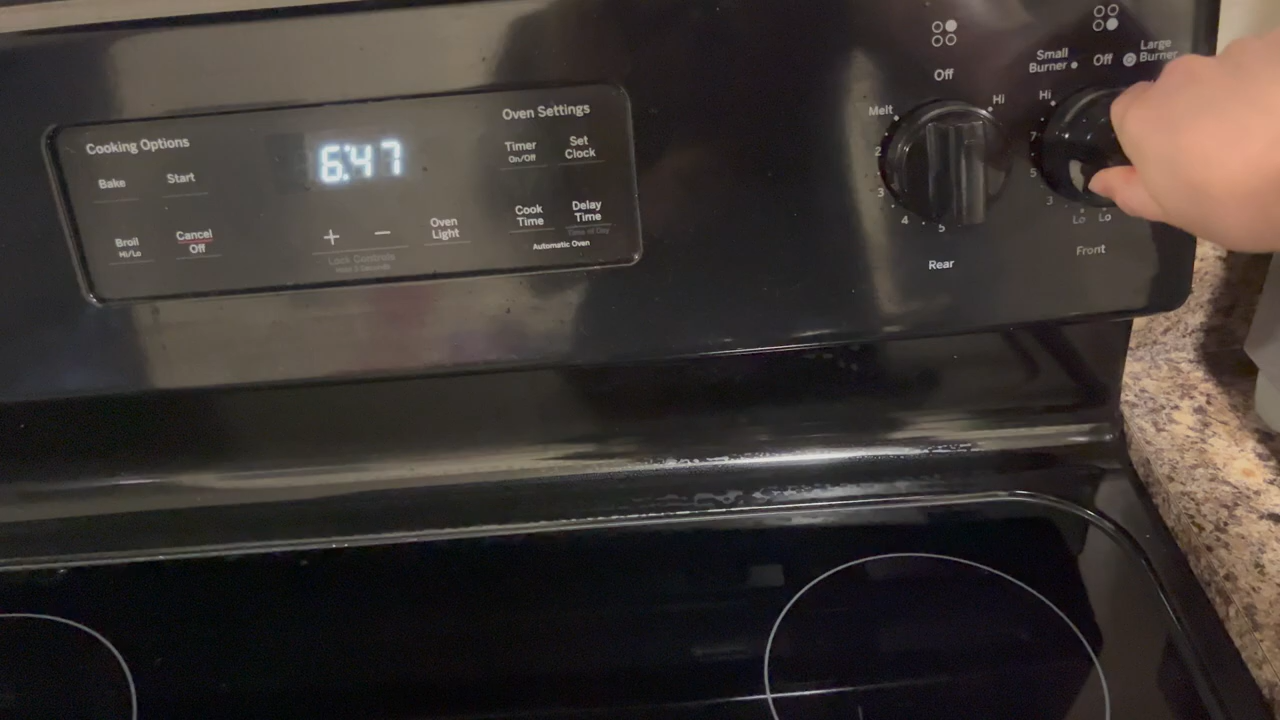 Cooking Options
Bake
Start
Broil
Hi/Lo
Cancel
Off
6:47
+ −
Lock Controls
Oven
Light
Oven Settings
Timer
On/Off
Set
Clock
Cook
Time
Delay
Time
Automatic Oven
Off
Melt
Hi
2
3
4
5
Rear
Small
Burner
Off
Large
Burner
Hi
7
5
3
Lo
Lo
Front